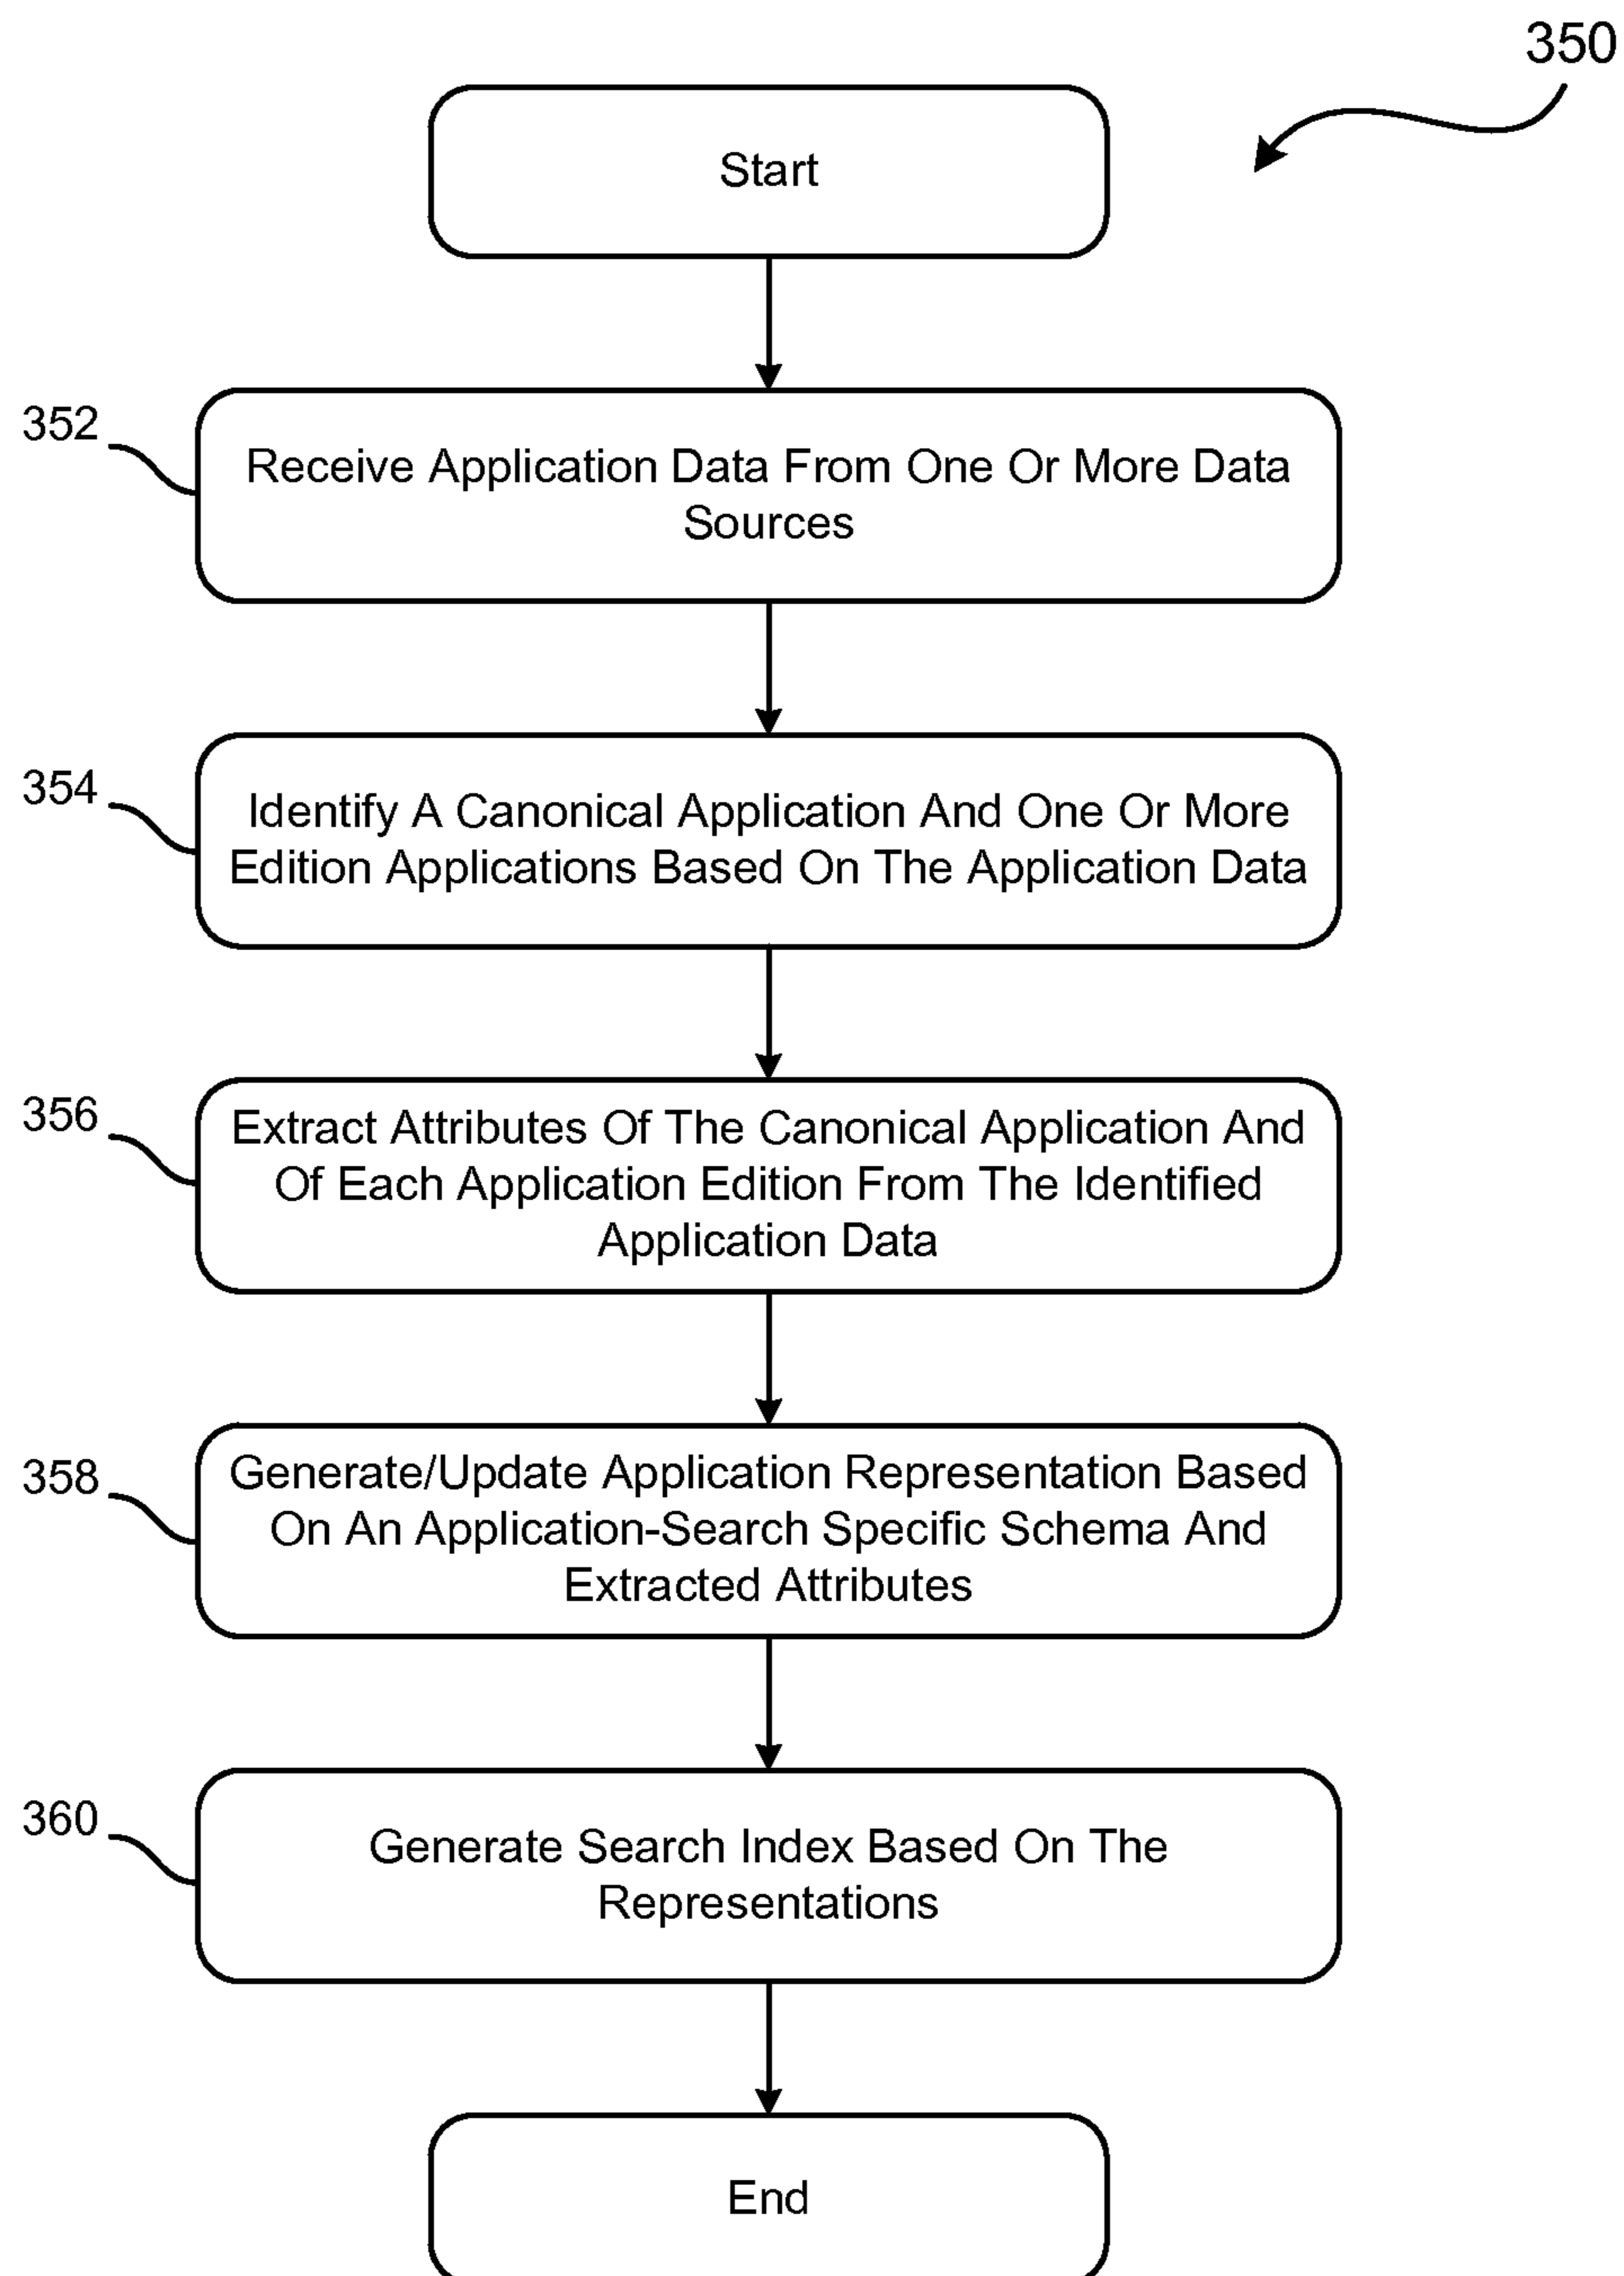 350
Start
352
Receive Application Data From One Or More Data
Sources
354
Identify A Canonical Application And One Or More
Edition Applications Based On The Application Data
356
Extract Attributes Of The Canonical Application And
Of Each Application Edition From The Identified
Application Data
358
Generate/Update Application Representation Based
On An Application-Search Specific Schema And
Extracted Attributes
360
Generate Search Index Based On The
Representations
End